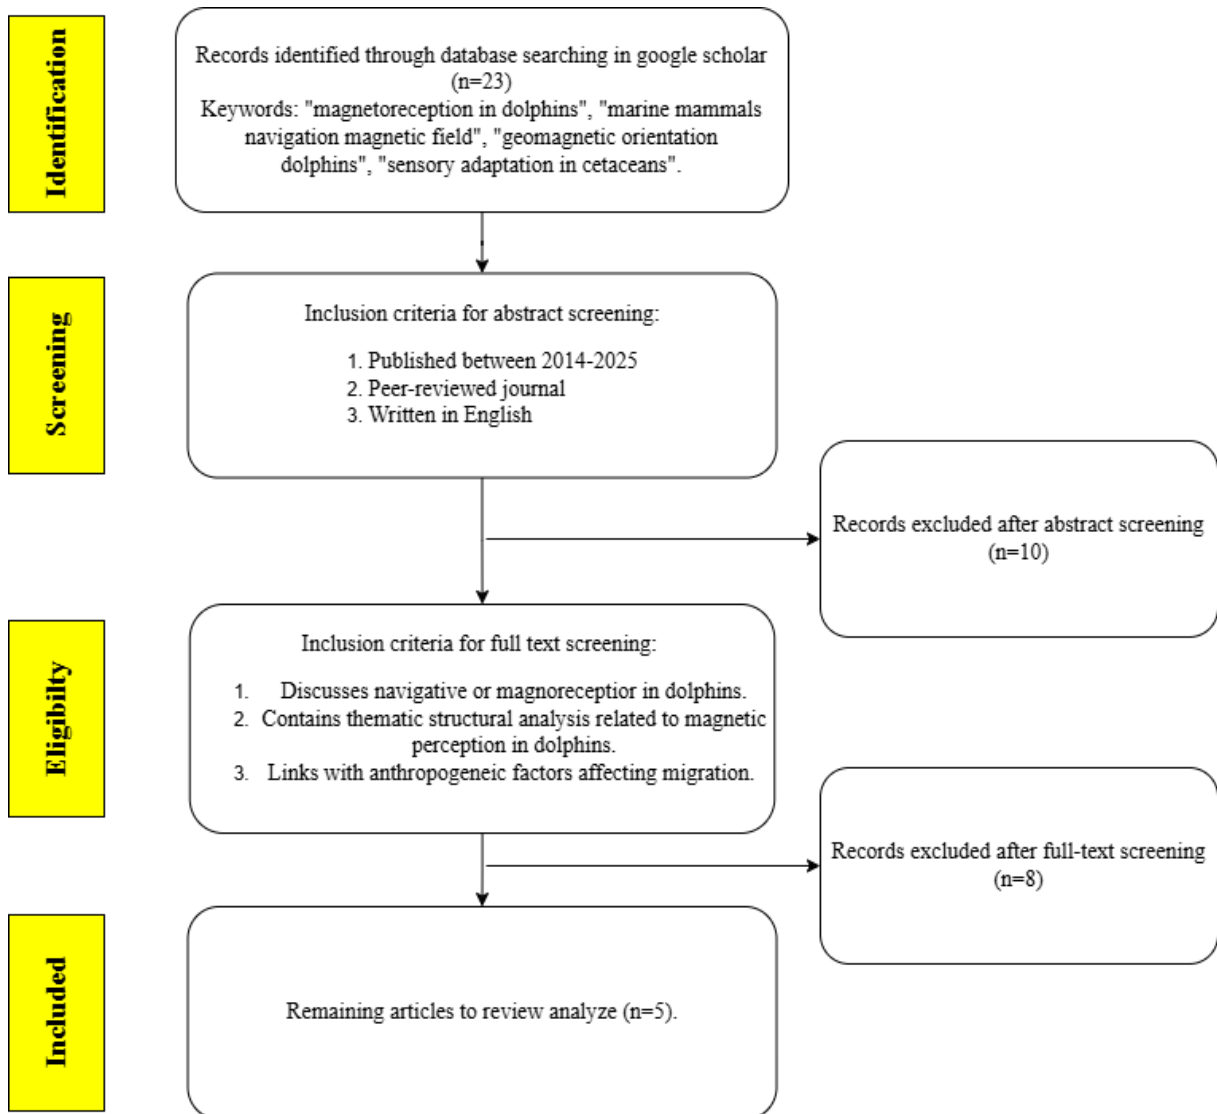 Identification
Records identified through database searching in google scholar
(n=23)
Keywords: "magnetoreception in dolphins", "marine mammals
navigation magnetic field", "geomagnetic orientation
dolphins", "sensory adaptation in cetaceans".
Screening
Inclusion criteria for abstract screening:
1. Published between 2014-2025
2. Peer-reviewed journal
3. Written in English
Records excluded after abstract screening
(n=10)
Eligibilty
Inclusion criteria for full text screening:
1. Discusses navigative or magnoreceptior in dolphins.
2. Contains thematic structural analysis related to magnetic
perception in dolphins.
3. Links with anthropogeneic factors affecting migration.
Records excluded after full-text screening
(n=8)
Included
Remaining articles to review analyze (n=5).